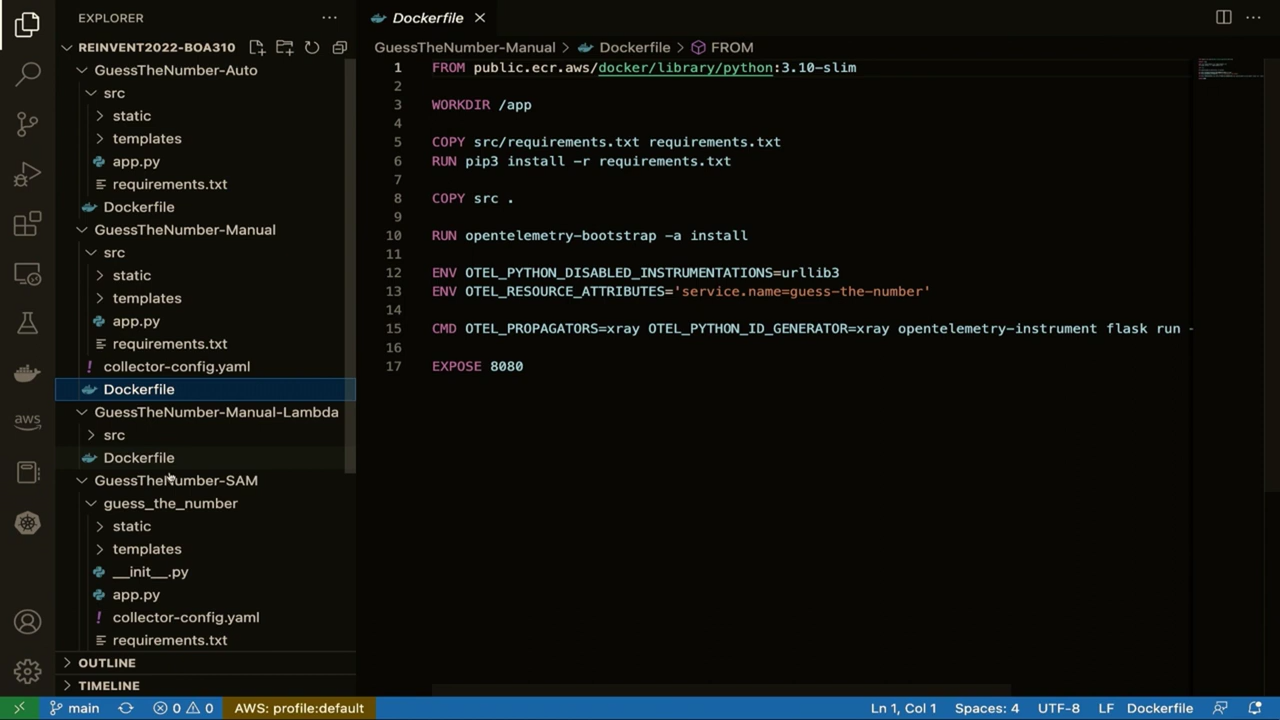 EXPLORER
REINVENT2022-BOA310
GuessTheNumber-Auto
src
static
templates
app.py
requirements.txt
Dockerfile
GuessTheNumber-Manual
src
static
templates
app.py
requirements.txt
! collector-config.yaml
Dockerfile
GuessTheNumber-Manual-Lambda
src
Dockerfile
GuessTheNumber-SAM
guess_the_number
static
templates
__init__.py
app.py
! collector-config.yaml
requirements.txt
OUTLINE
TIMELINE
aws
Dockerfile
GuessTheNumber-Manual > Dockerfile > FROM
1 FROM public.ecr.aws/docker/library/python:3.10-slim
2
3 WORKDIR /app
4
5 COPY src/requirements.txt requirements.txt
6 RUN pip3 install -r requirements.txt
7
8 COPY src .
9
10 RUN opentelemetry-bootstrap -a install
11
12 ENV OTEL_PYTHON_DISABLED_INSTRUMENTATIONS=urllib3
13 ENV OTEL_RESOURCE_ATTRIBUTES='service.name=guess-the-number'
14
15 CMD OTEL_PROPAGATORS=xray OTEL_PYTHON_ID_GENERATOR=xray opentelemetry-instrument flask run -
16
17 EXPOSE 8080
main 0 0 AWS: profile:default Ln 1, Col 1 Spaces: 4 UTF-8 LF Dockerfile